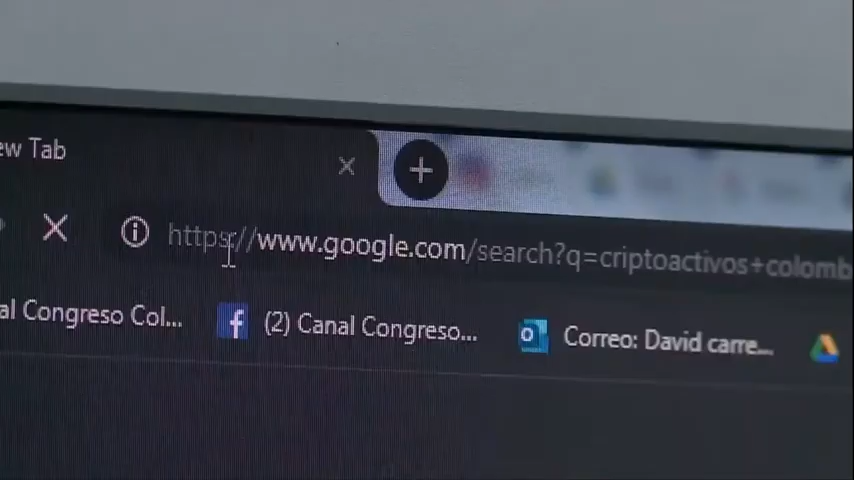 ew Tab
https://www.google.com/search?q=criptoactivos+colomb
al Congreso Col...
(2) Canal Congreso...
Correo: David carre...